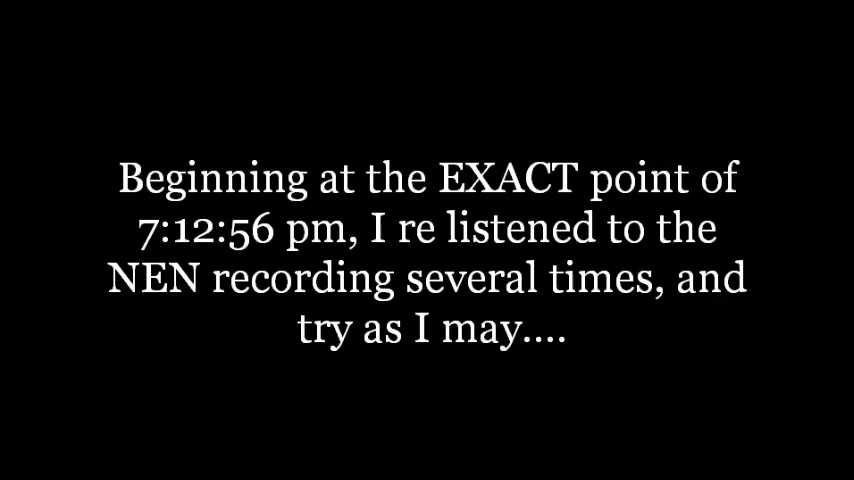 Beginning at the EXACT point of
7:12:56 pm, I re listened to the
NEN recording several times, and
try as I may....